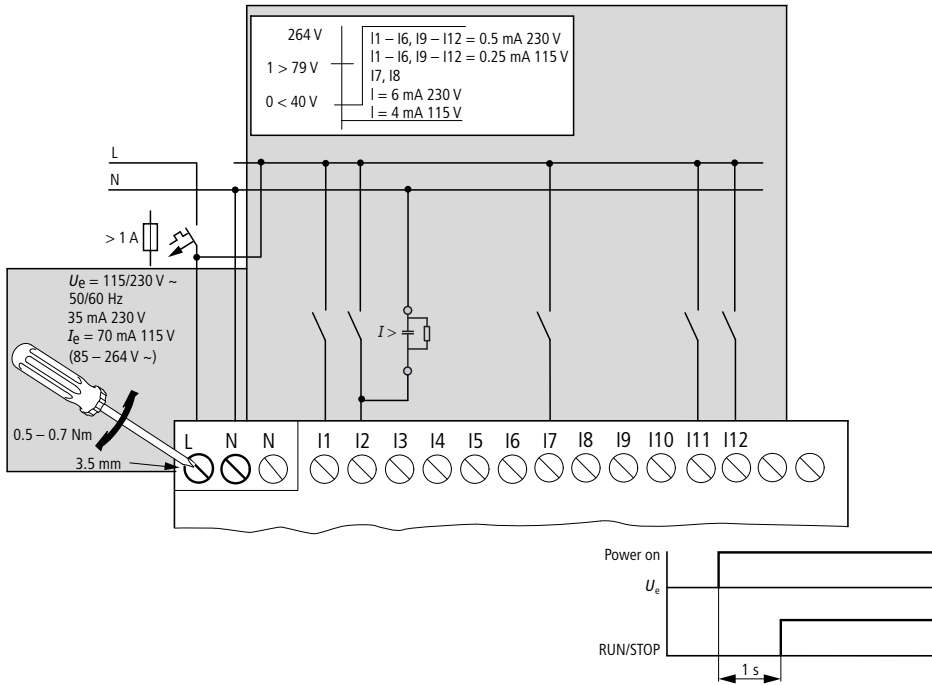 264 V
1 > 79 V
0 < 40 V
I1 – I6, I9 – I12 = 0.5 mA 230 V
I1 – I6, I9 – I12 = 0.25 mA 115 V
I7, I8
I = 6 mA 230 V
I = 4 mA 115 V
L
N
> 1 A
Ue = 115/230 V ~
50/60 Hz
35 mA 230 V
Ie = 70 mA 115 V
(85 – 264 V ~)
I >
0.5 – 0.7 Nm
3.5 mm
L N N I1 I2 I3 I4 I5 I6 I7 I8 I9 I10 I11 I12
Power on
Ue
RUN/STOP
1 s